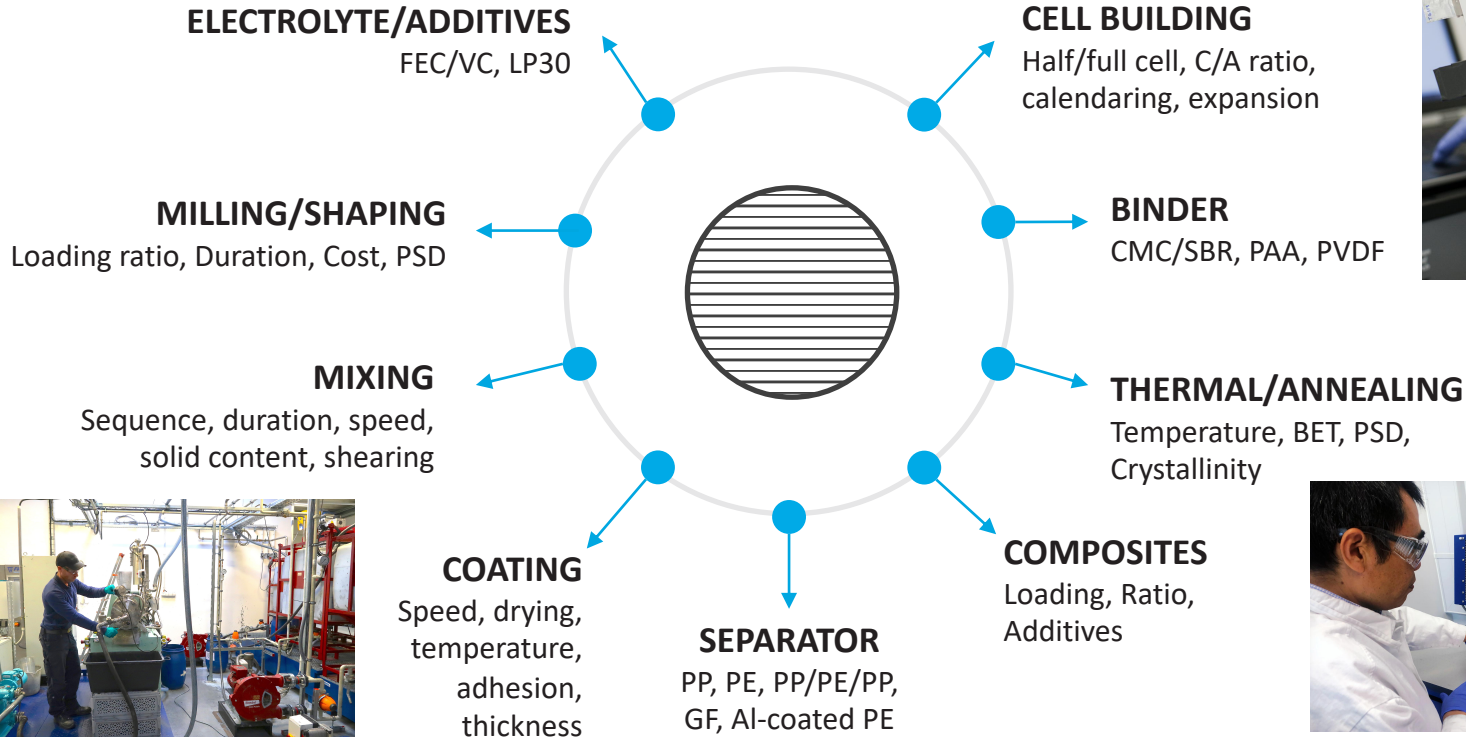 ELECTROLYTE/ADDITIVES
FEC/VC, LP30
CELL BUILDING
Half/full cell, C/A ratio,
calendaring, expansion
MILLING/SHAPING
Loading ratio, Duration, Cost, PSD
BINDER
CMC/SBR, PAA, PVDF
MIXING
Sequence, duration, speed,
solid content, shearing
THERMAL/ANNEALING
Temperature, BET, PSD,
Crystallinity
COATING
Speed, drying,
temperature,
adhesion,
thickness
SEPARATOR
PP, PE, PP/PE/PP,
GF, Al-coated PE
COMPOSITES
Loading, Ratio,
Additives